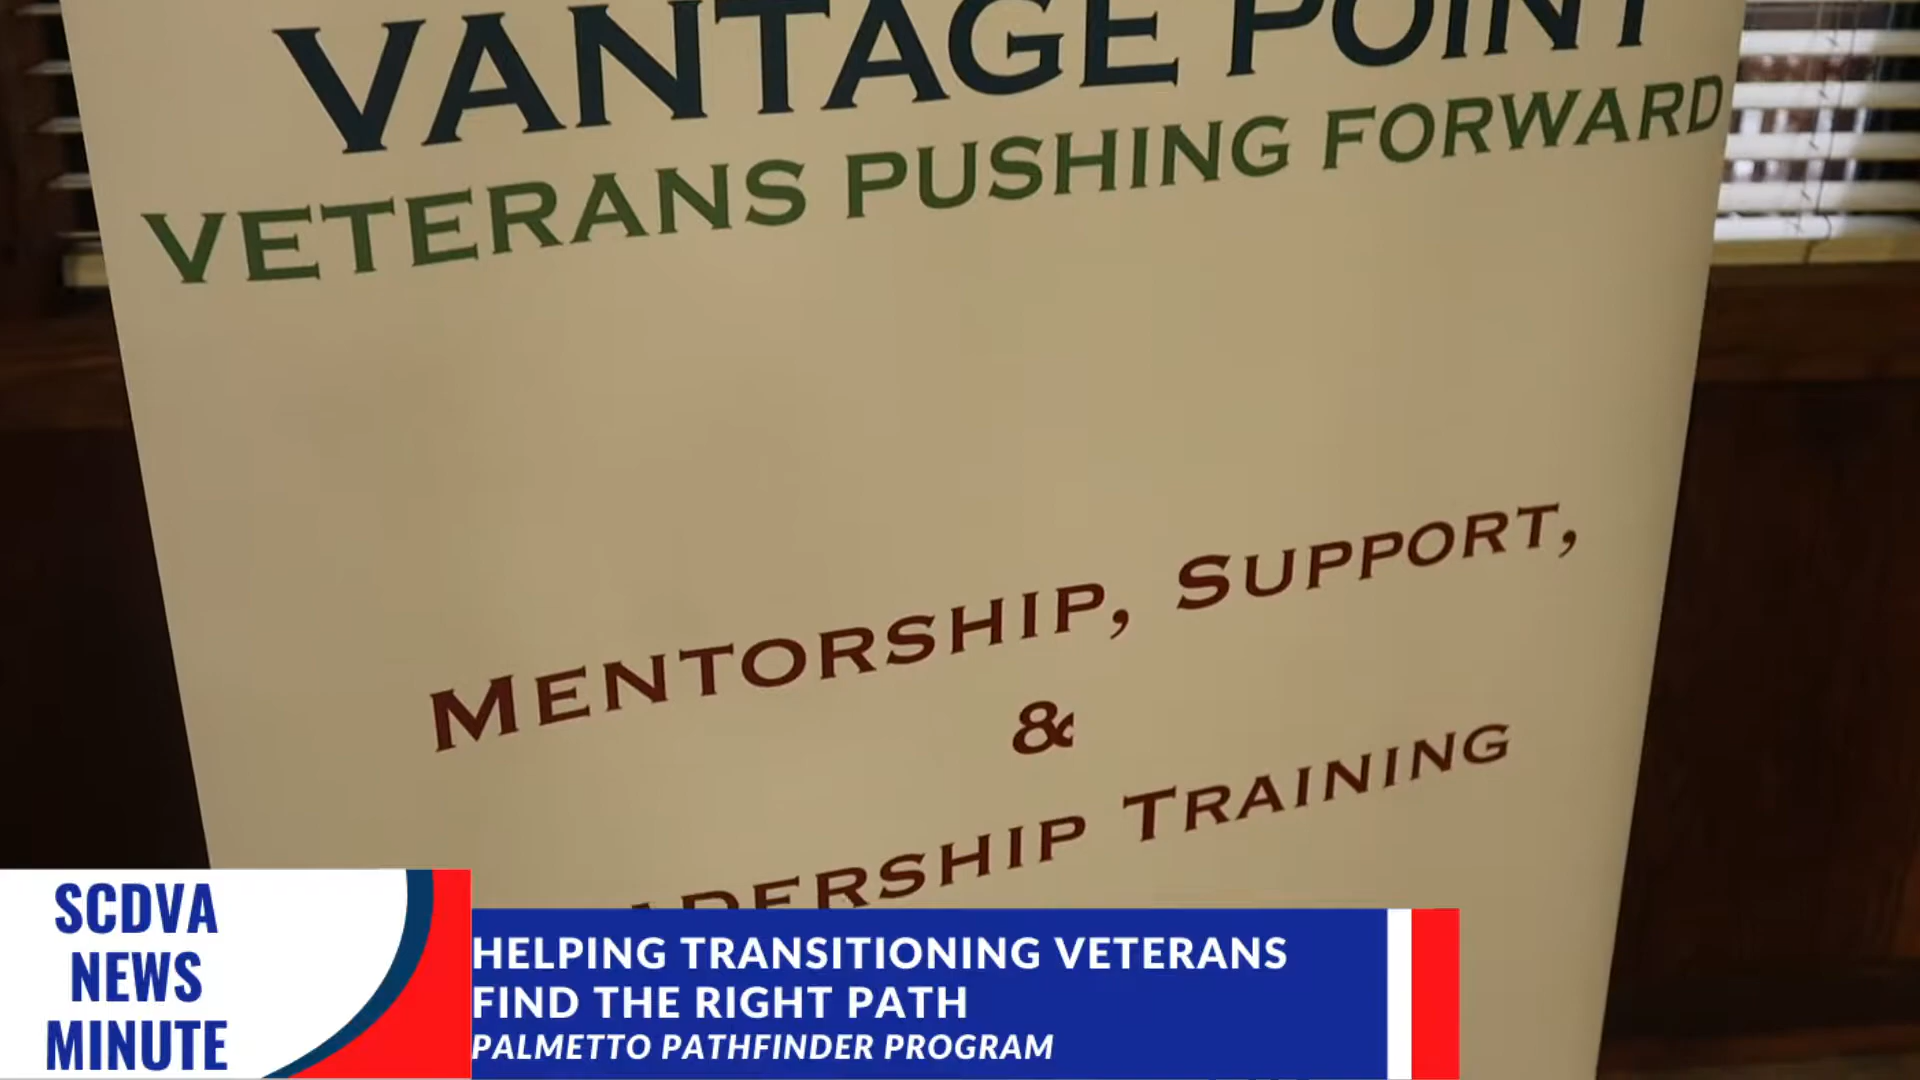 VANTAGE POINT
VETERANS PUSHING FORWARD
MENTORSHIP, SUPPORT,
&
TRAINING
SCDVA
NEWS
MINUTE
HELPING TRANSITIONING VETERANS
FIND THE RIGHT PATH
PALMETTO PATHFINDER PROGRAM